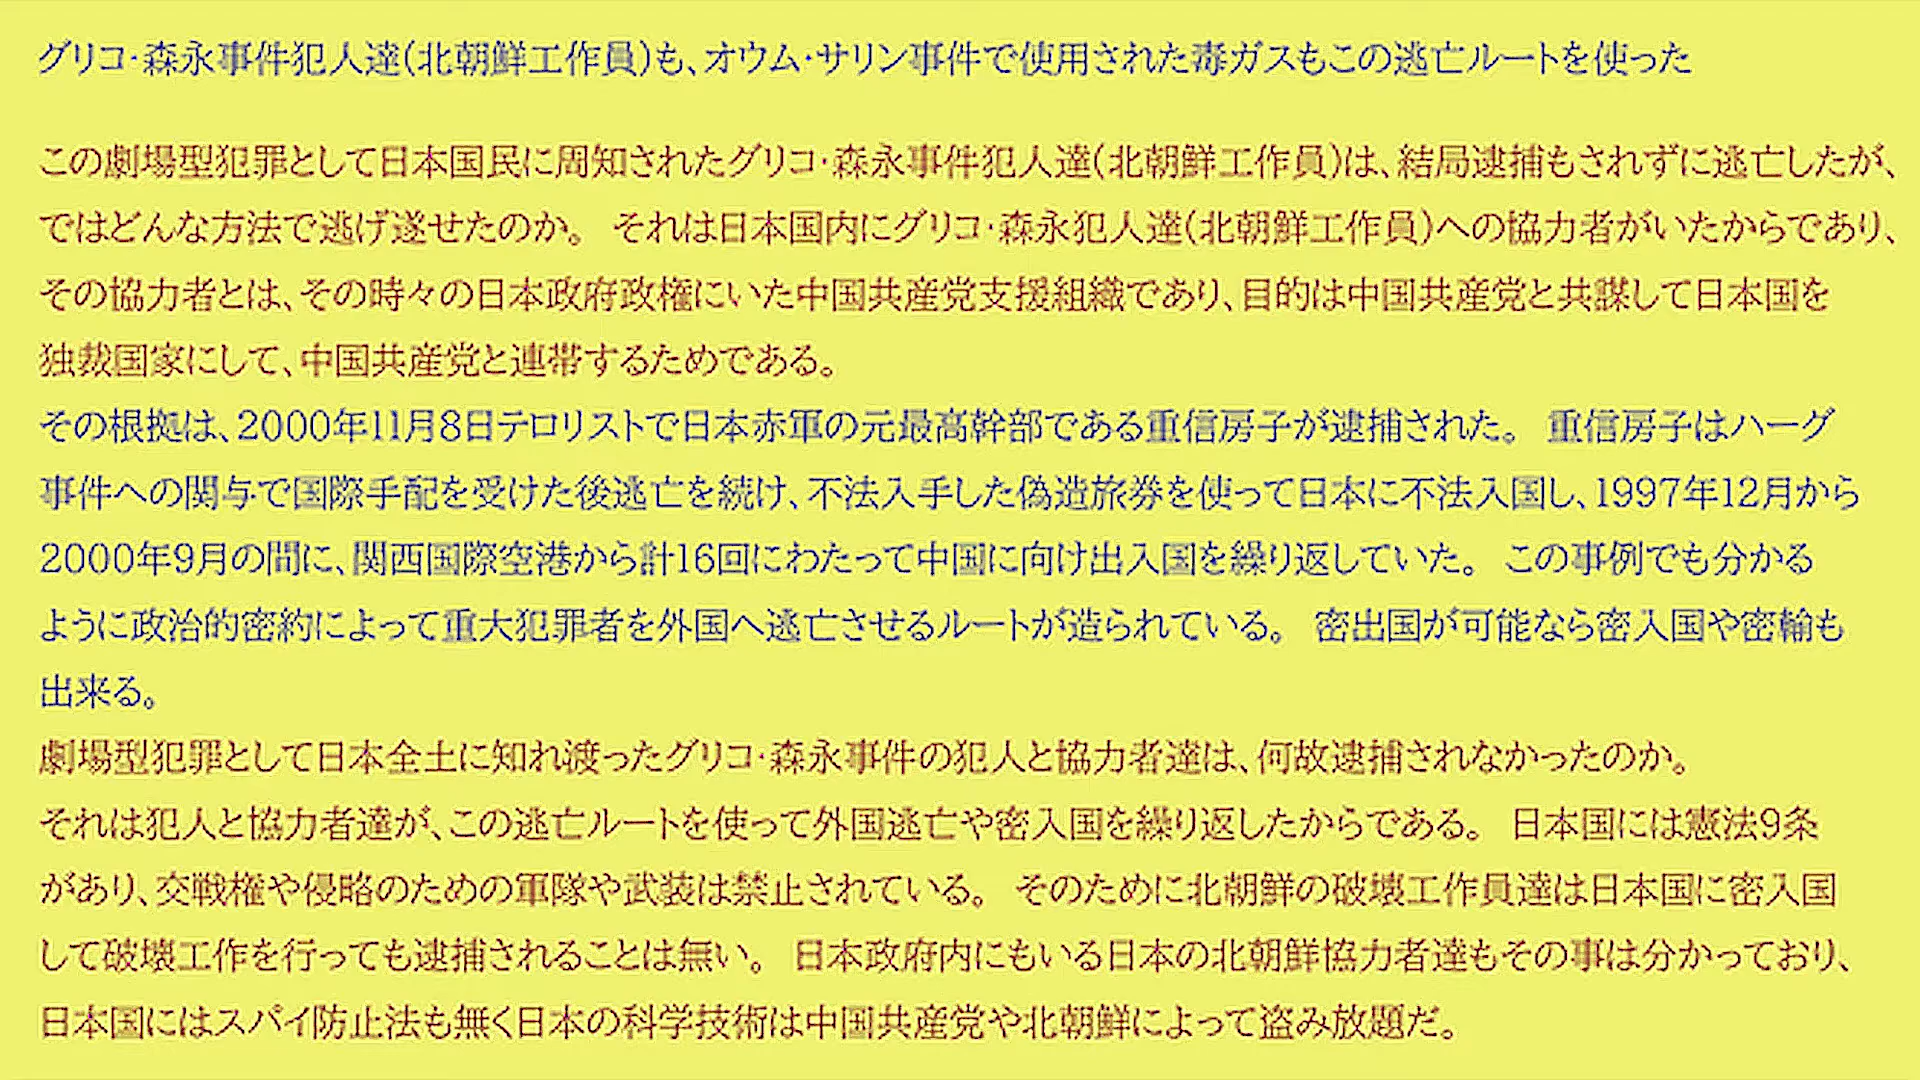 グリコ･森永事件犯人達(北朝鮮工作員)も、オウム･サリン事件で使用された毒ガスもこの逃亡ルートを使った
この劇場型犯罪として日本国民に周知されたグリコ･森永事件犯人達(北朝鮮工作員)は、結局逮捕もされずに逃亡したが、
ではどんな方法で逃げ遂せたのか。 それは日本国内にグリコ･森永犯人達(北朝鮮工作員)への協力者がいたからであり、
その協力者とは、その時々の日本政府政権にいた中国共産党支援組織であり、目的は中国共産党と共謀して日本国を
独裁国家にして、中国共産党と連帯するためである。
その根拠は、2000年11月8日テロリストで日本赤軍の元最高幹部である重信房子が逮捕された。 重信房子はハーグ
事件への関与で国際手配を受けた後逃亡を続け、不法入手した偽造旅券を使って日本に不法入国し、1997年12月から
2000年9月の間に、関西国際空港から計16回にわたって中国に向け出入国を繰り返していた。 この事例でも分かる
ように政治的密約によって重大犯罪者を外国へ逃亡させるルートが造られている。 密出国が可能なら密入国や密輸も
出来る。
劇場型犯罪として日本全土に知れ渡ったグリコ･森永事件の犯人と協力者達は、何故逮捕されなかったのか。
それは犯人と協力者達が、この逃亡ルートを使って外国逃亡や密入国を繰り返したからである。 日本国には憲法9条
があり、交戦権や侵略のための軍隊や武装は禁止されている。 そのために北朝鮮の破壊工作員達は日本国に密入国
して破壊工作を行っても逮捕されることは無い。 日本政府内にもいる日本の北朝鮮協力者達もその事は分かっており、
日本国にはスパイ防止法も無く日本の科学技術は中国共産党や北朝鮮によって盗み放題だ。